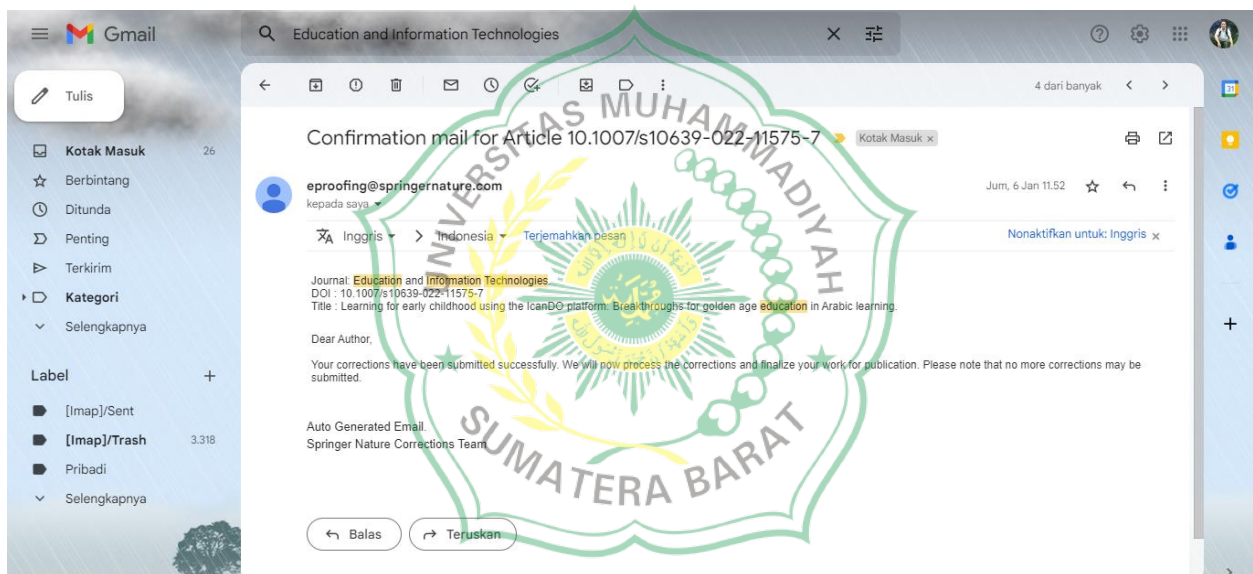 Gmail
Education and Information Technologies
Tulis
4 dari banyak
Kotak Masuk 26
Berbintang
Ditunda
Penting
Terkirim
Kategori
Selengkapnya
Label
[Imap]/Sent
[Imap]/Trash 3.318
Pribadi
Selengkapnya
Confirmation mail for Article 10.1007/s10639-022-11575-7 Kotak Masuk
eproofing@springernature.com Jum, 6 Jan 11.52
kepada saya
Inggris Indonesia Terjemahkan pesan Nonaktifkan untuk: Inggris
Journal: Education and Information Technologies.
DOI : 10.1007/s10639-022-11575-7
Title : Learning for early childhood using the IcanDO platform: Breakthroughs for golden age education in Arabic learning.
Dear Author,
Your corrections have been submitted successfully. We will now process the corrections and finalize your work for publication. Please note that no more corrections may be
submitted.
Auto Generated Email.
Springer Nature Corrections Team
Balas Teruskan
31
UNIVERSITAS MUHAMMADIYAH
SUMATERA BARAT